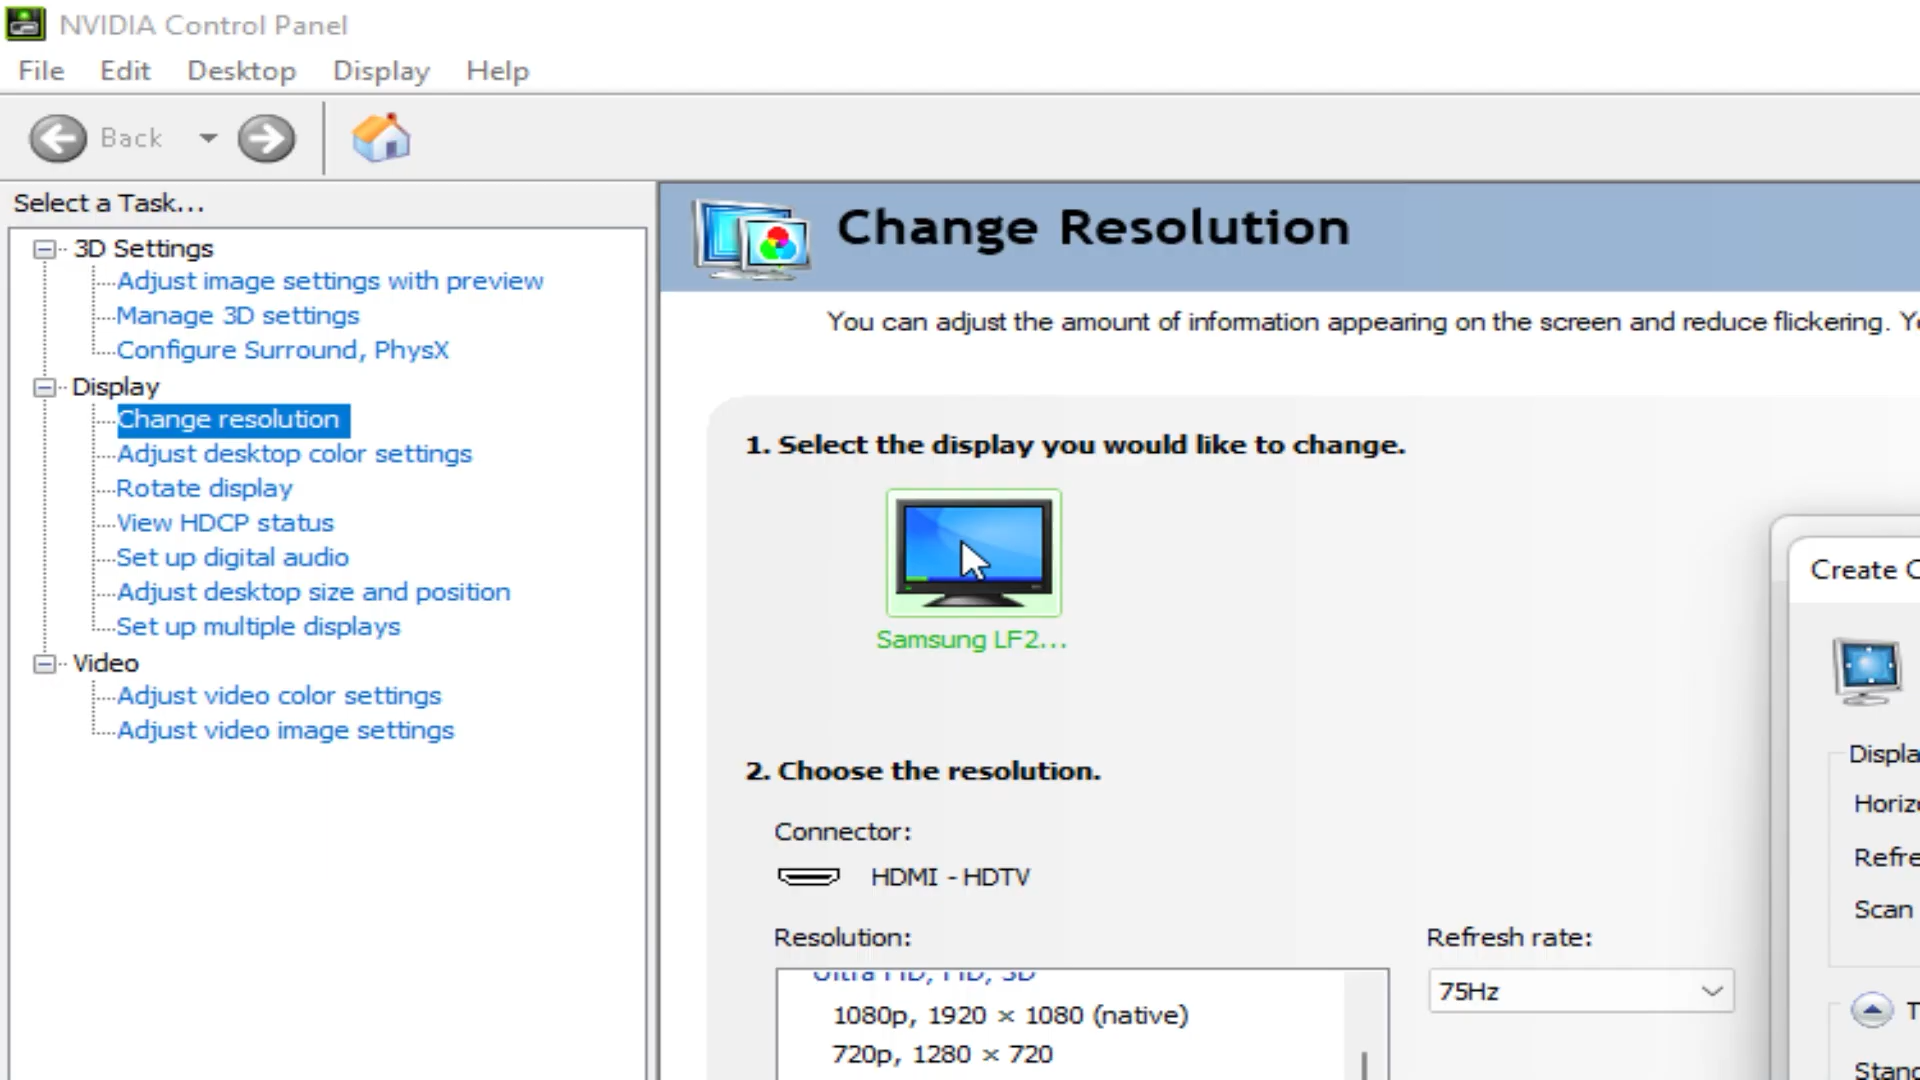 NVIDIA Control Panel
File Edit Desktop Display Help
Back
Select a Task...
3D Settings
Adjust image settings with preview
Manage 3D settings
Configure Surround, PhysX
Display
Change resolution
Adjust desktop color settings
Rotate display
View HDCP status
Set up digital audio
Adjust desktop size and position
Set up multiple displays
Video
Adjust video color settings
Adjust video image settings
Change Resolution
You can adjust the amount of information appearing on the screen and reduce flickering.
1. Select the display you would like to change.
Samsung LF2...
2. Choose the resolution.
Connector:
HDMI - HDTV
Resolution:
Ultra HD, HD, SD
1080p, 1920 × 1080 (native)
720p, 1280 × 720
Refresh rate:
75Hz
Create
Scan